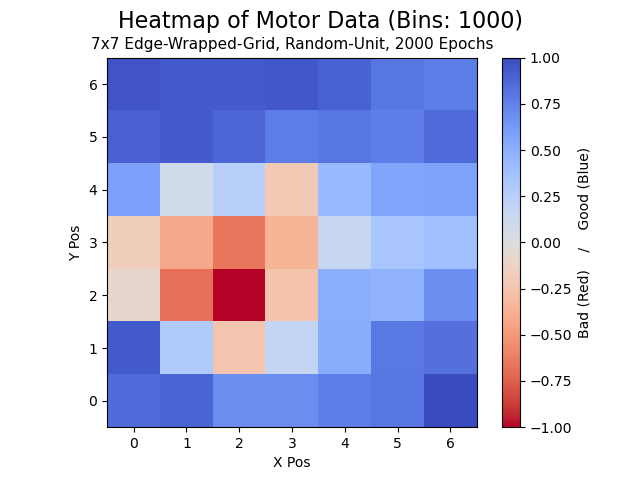 Heatmap of Motor Data (Bins: 1000)
7x7 Edge-Wrapped-Grid, Random-Unit, 2000 Epochs
6
5
4
3
2
1
0
Y Pos
0 1 2 3 4 5 6
X Pos
1.00
0.75
0.50
0.25
0.00
−0.25
−0.50
−0.75
−1.00
Bad (Red) / Good (Blue)